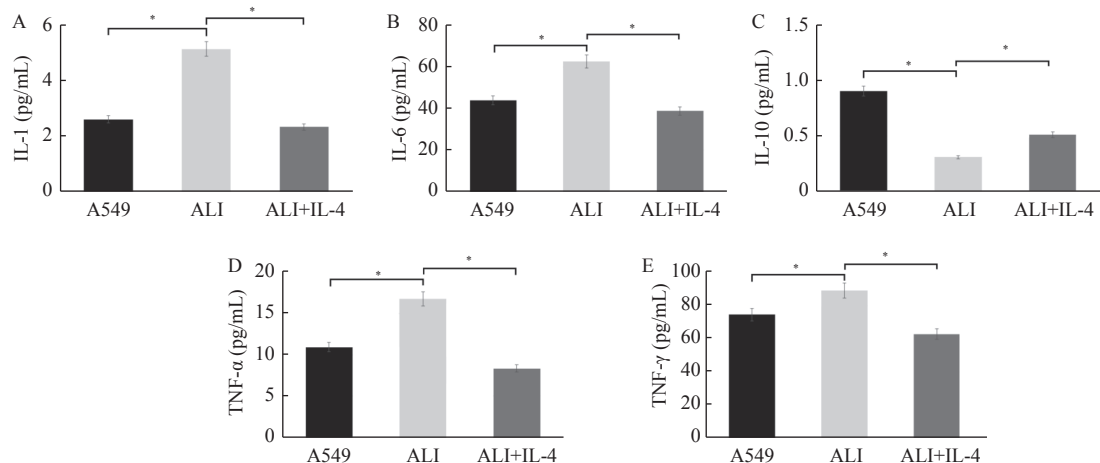 A
IL-1 (pg/mL)
6
4
2
0
*
*
A549
ALI
ALI+IL-4
B
IL-6 (pg/mL)
80
60
40
20
0
*
*
A549
ALI
ALI+IL-4
C
IL-10 (pg/mL)
1.5
1.0
0.5
0
*
*
A549
ALI
ALI+IL-4
D
TNF-α (pg/mL)
20
15
10
5
0
*
*
A549
ALI
ALI+IL-4
E
TNF-γ (pg/mL)
100
80
60
40
20
0
*
*
A549
ALI
ALI+IL-4